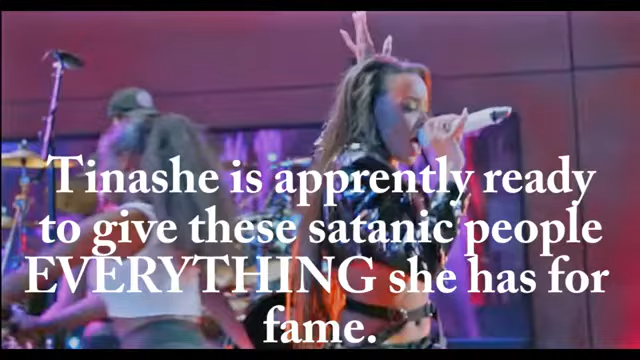 Tinashe is apprently ready
to give these satanic people
EVERYTHING she has for
fame.